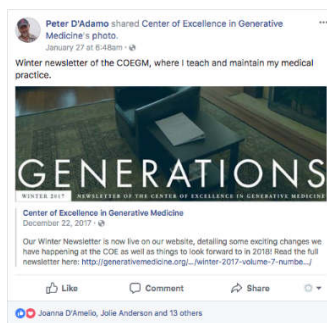 Peter D'Adamo shared Center of Excellence in Generative
Medicine's photo.
January 27 at 6:48am ·
Winter newsletter of the COEGM, where I teach and maintain my medical
practice.
GENERATIONS
WINTER 2017 NEWSLETTER OF THE CENTER OF EXCELLENCE IN GENERATIVE MEDICINE
Center of Excellence in Generative Medicine
December 22, 2017 ·
Our Winter Newsletter is now live on our website, detailing some exciting changes we
have happening at the COE as well as things to look forward to in 2018! Read the full
newsletter here: http://generativemedicine.org/.../winter-2017-volume-7-numbe.../
Like Comment Share
Joanna D'Amelio, Jolie Anderson and 13 others